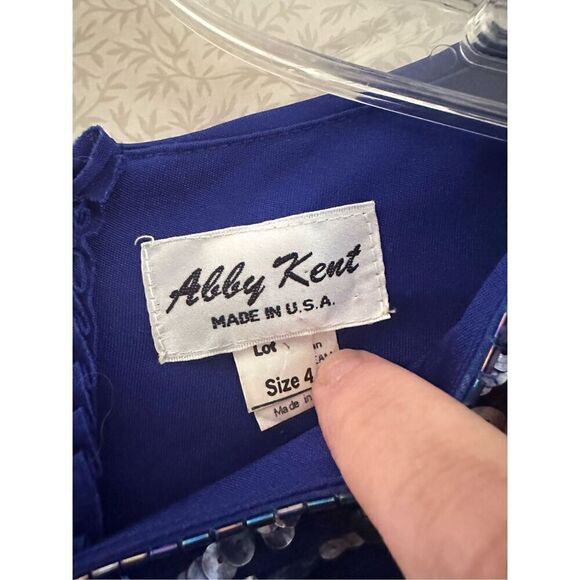 Abby Kent
MADE IN U.S.A.
Lot
Size 4
Made in